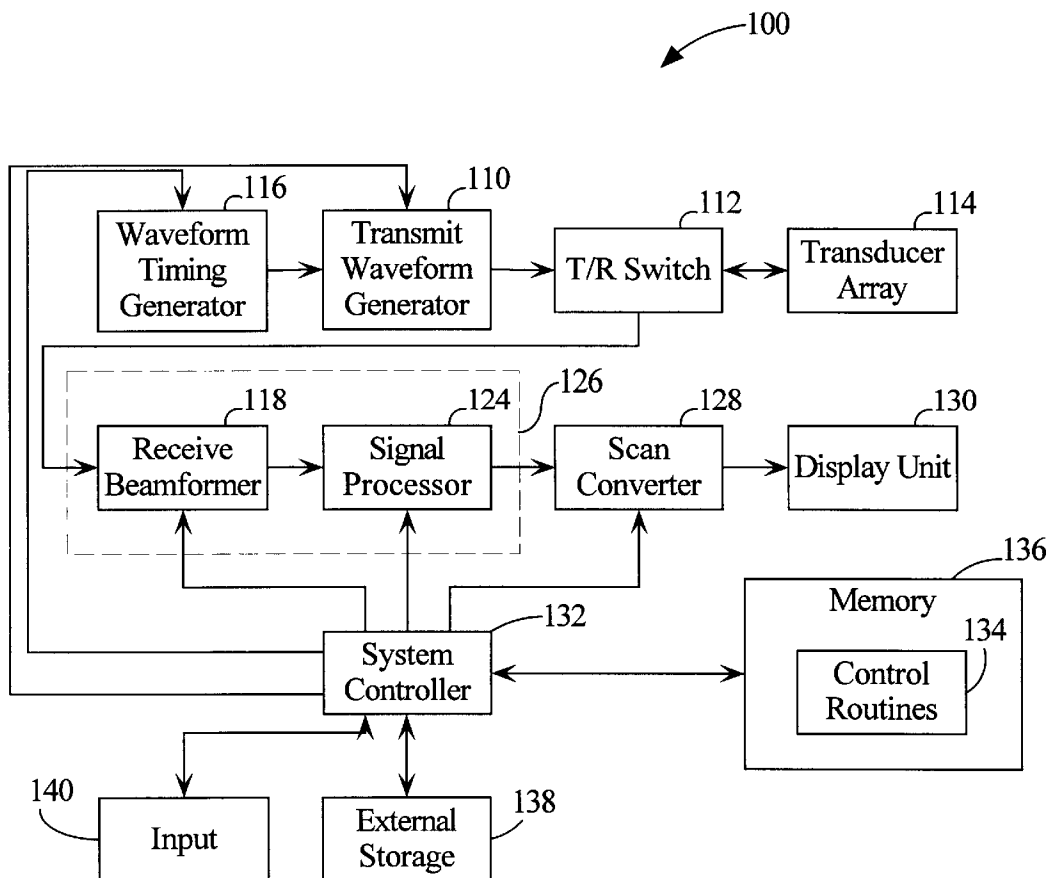 100
116
110
112
114
Waveform
Timing
Generator
Transmit
Waveform
Generator
T/R Switch
Transducer
Array
126
118
124
128
130
Receive
Beamformer
Signal
Processor
Scan
Converter
Display Unit
136
Memory
132
134
System
Controller
Control
Routines
140
138
Input
External
Storage